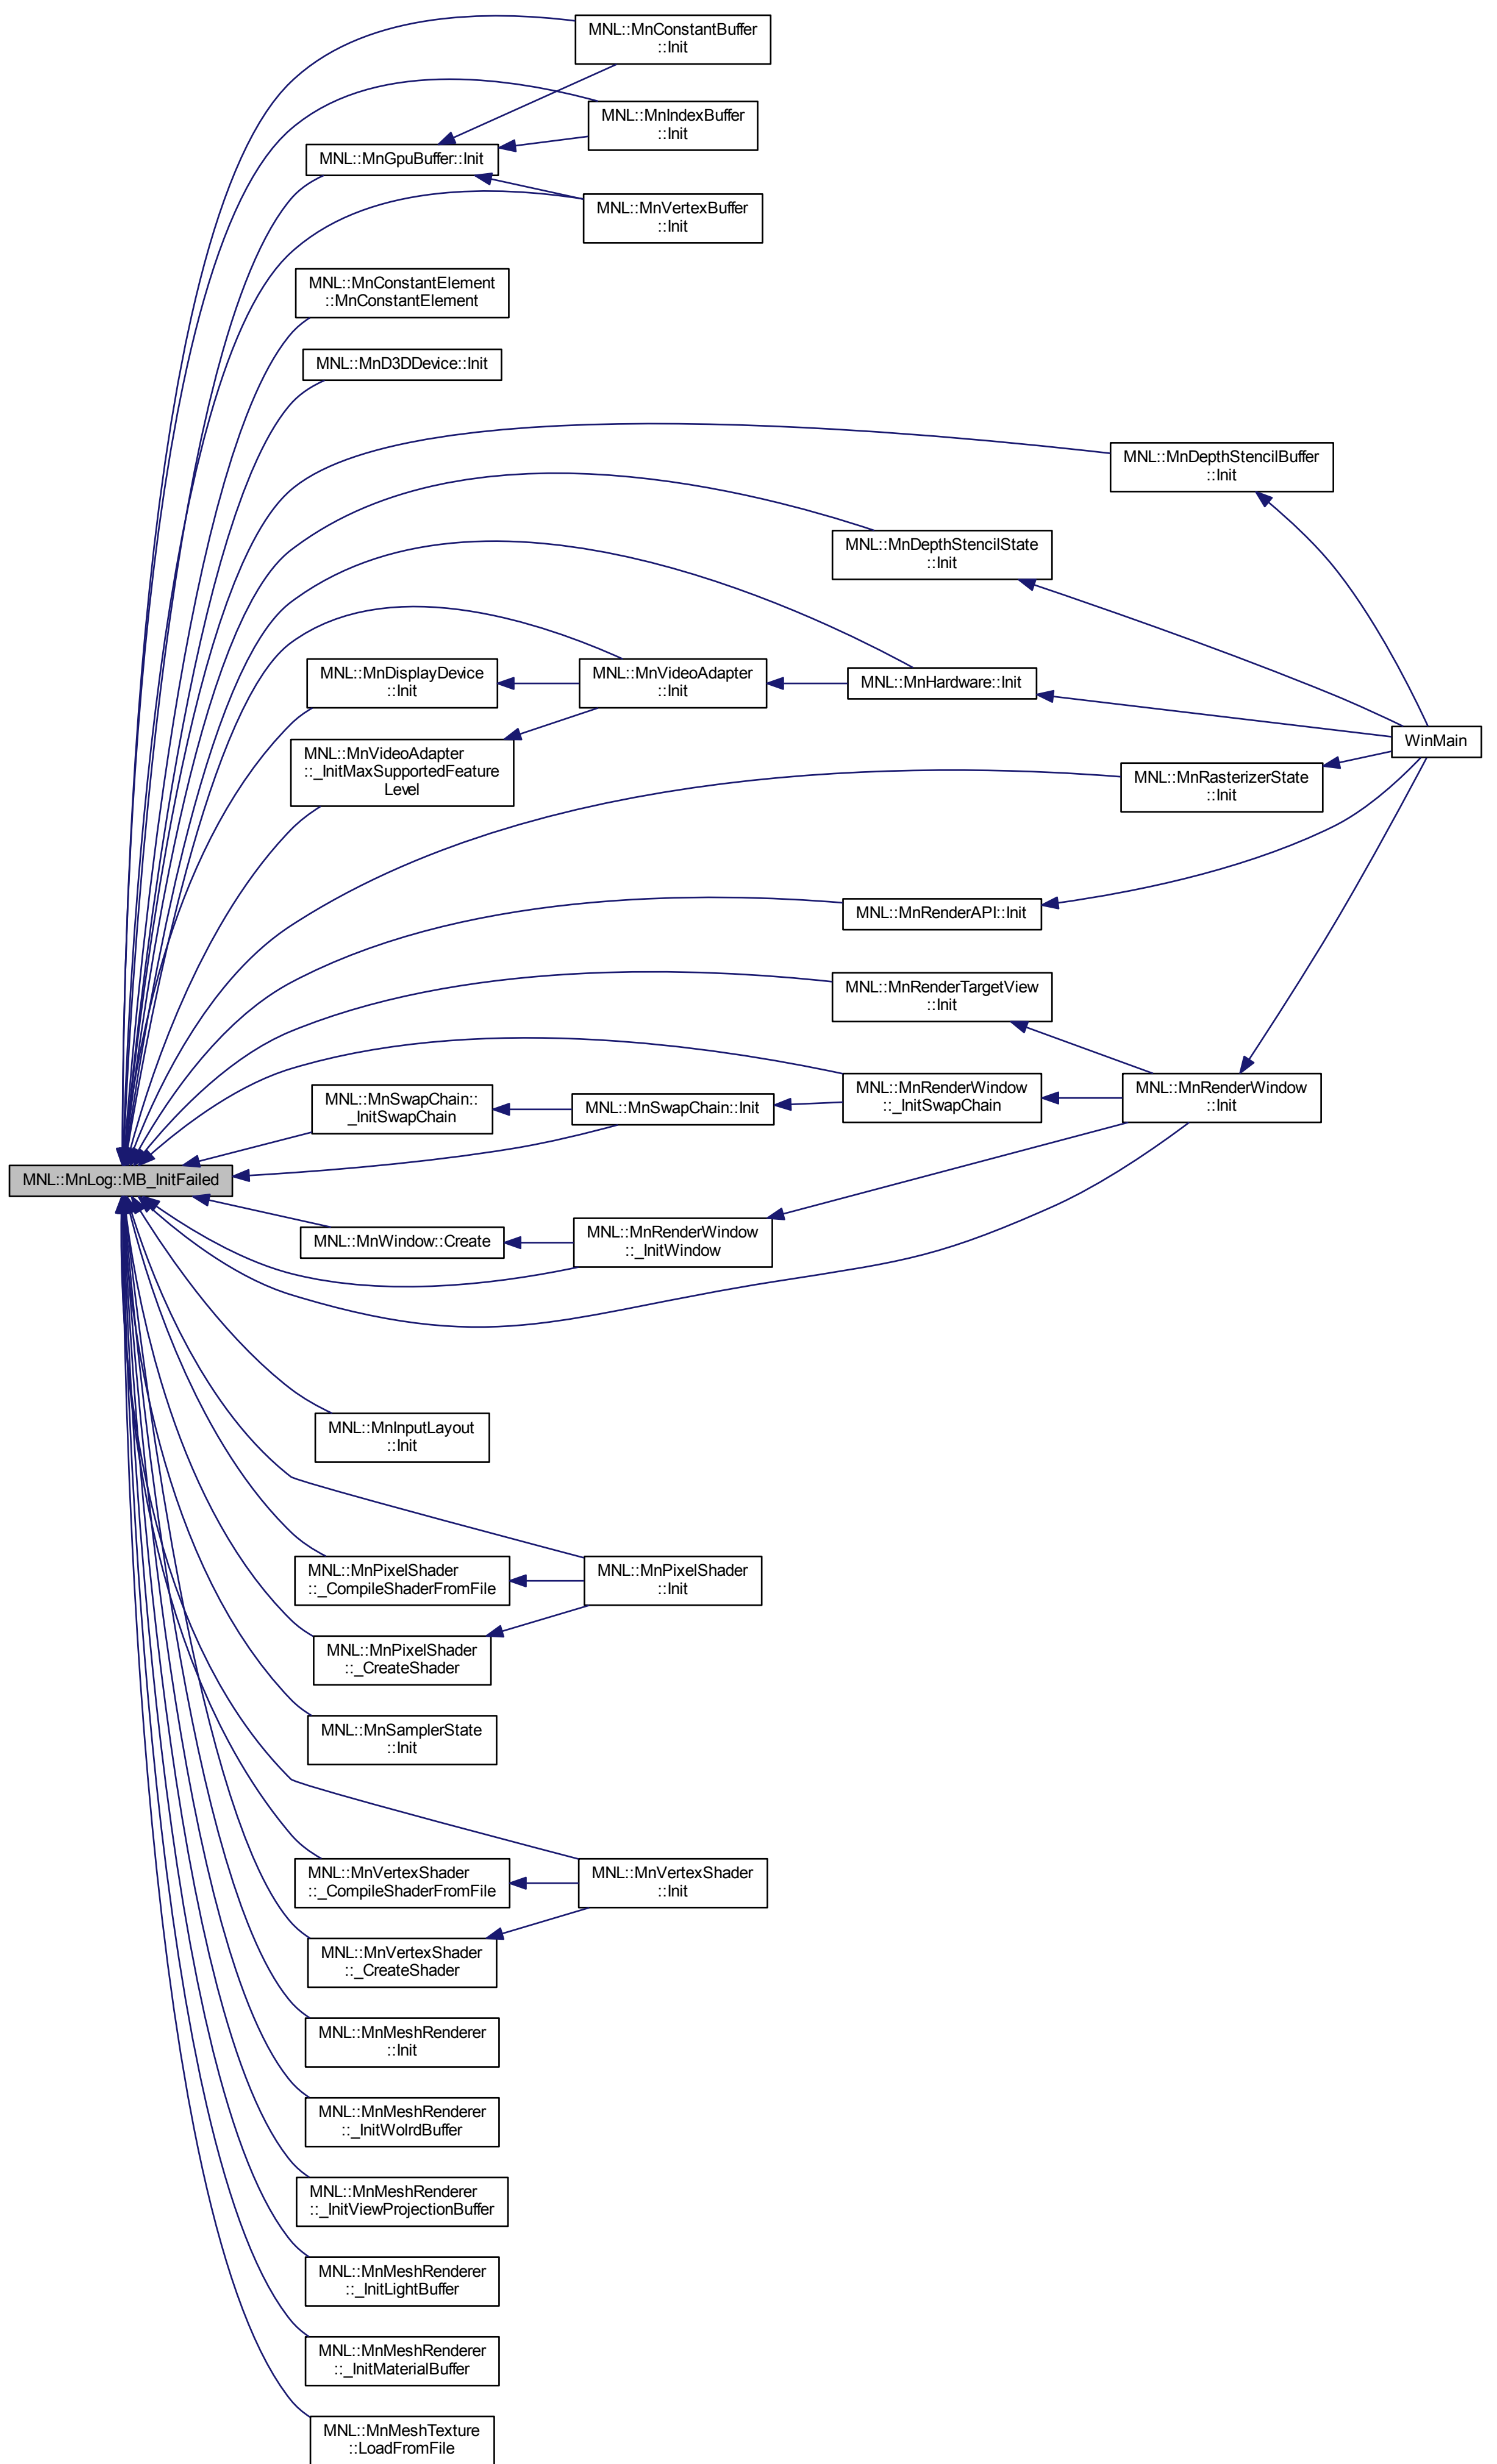 MNL::MnConstantBuffer
::Init
MNL::MnIndexBuffer
::Init
MNL::MnGpuBuffer::Init
MNL::MnVertexBuffer
::Init
MNL::MnConstantElement
::MnConstantElement
MNL::MnD3DDevice::Init
MNL::MnDepthStencilBuffer
::Init
MNL::MnDepthStencilState
::Init
MNL::MnDisplayDevice
::Init
MNL::MnVideoAdapter
::Init
MNL::MnHardware::Init
WinMain
MNL::MnVideoAdapter
::_InitMaxSupportedFeature
Level
MNL::MnRasterizerState
::Init
MNL::MnRenderAPI::Init
MNL::MnRenderTargetView
::Init
MNL::MnSwapChain::
_InitSwapChain
MNL::MnSwapChain::Init
MNL::MnRenderWindow
::_InitSwapChain
MNL::MnRenderWindow
::Init
MNL::MnLog::MB_InitFailed
MNL::MnWindow::Create
MNL::MnRenderWindow
::_InitWindow
MNL::MnInputLayout
::Init
MNL::MnPixelShader
::_CompileShaderFromFile
MNL::MnPixelShader
::Init
MNL::MnPixelShader
::_CreateShader
MNL::MnSamplerState
::Init
MNL::MnVertexShader
::_CompileShaderFromFile
MNL::MnVertexShader
::Init
MNL::MnVertexShader
::_CreateShader
MNL::MnMeshRenderer
::Init
MNL::MnMeshRenderer
::_InitWolrdBuffer
MNL::MnMeshRenderer
::_InitViewProjectionBuffer
MNL::MnMeshRenderer
::_InitLightBuffer
MNL::MnMeshRenderer
::_InitMaterialBuffer
MNL::MnMeshTexture
::LoadFromFile